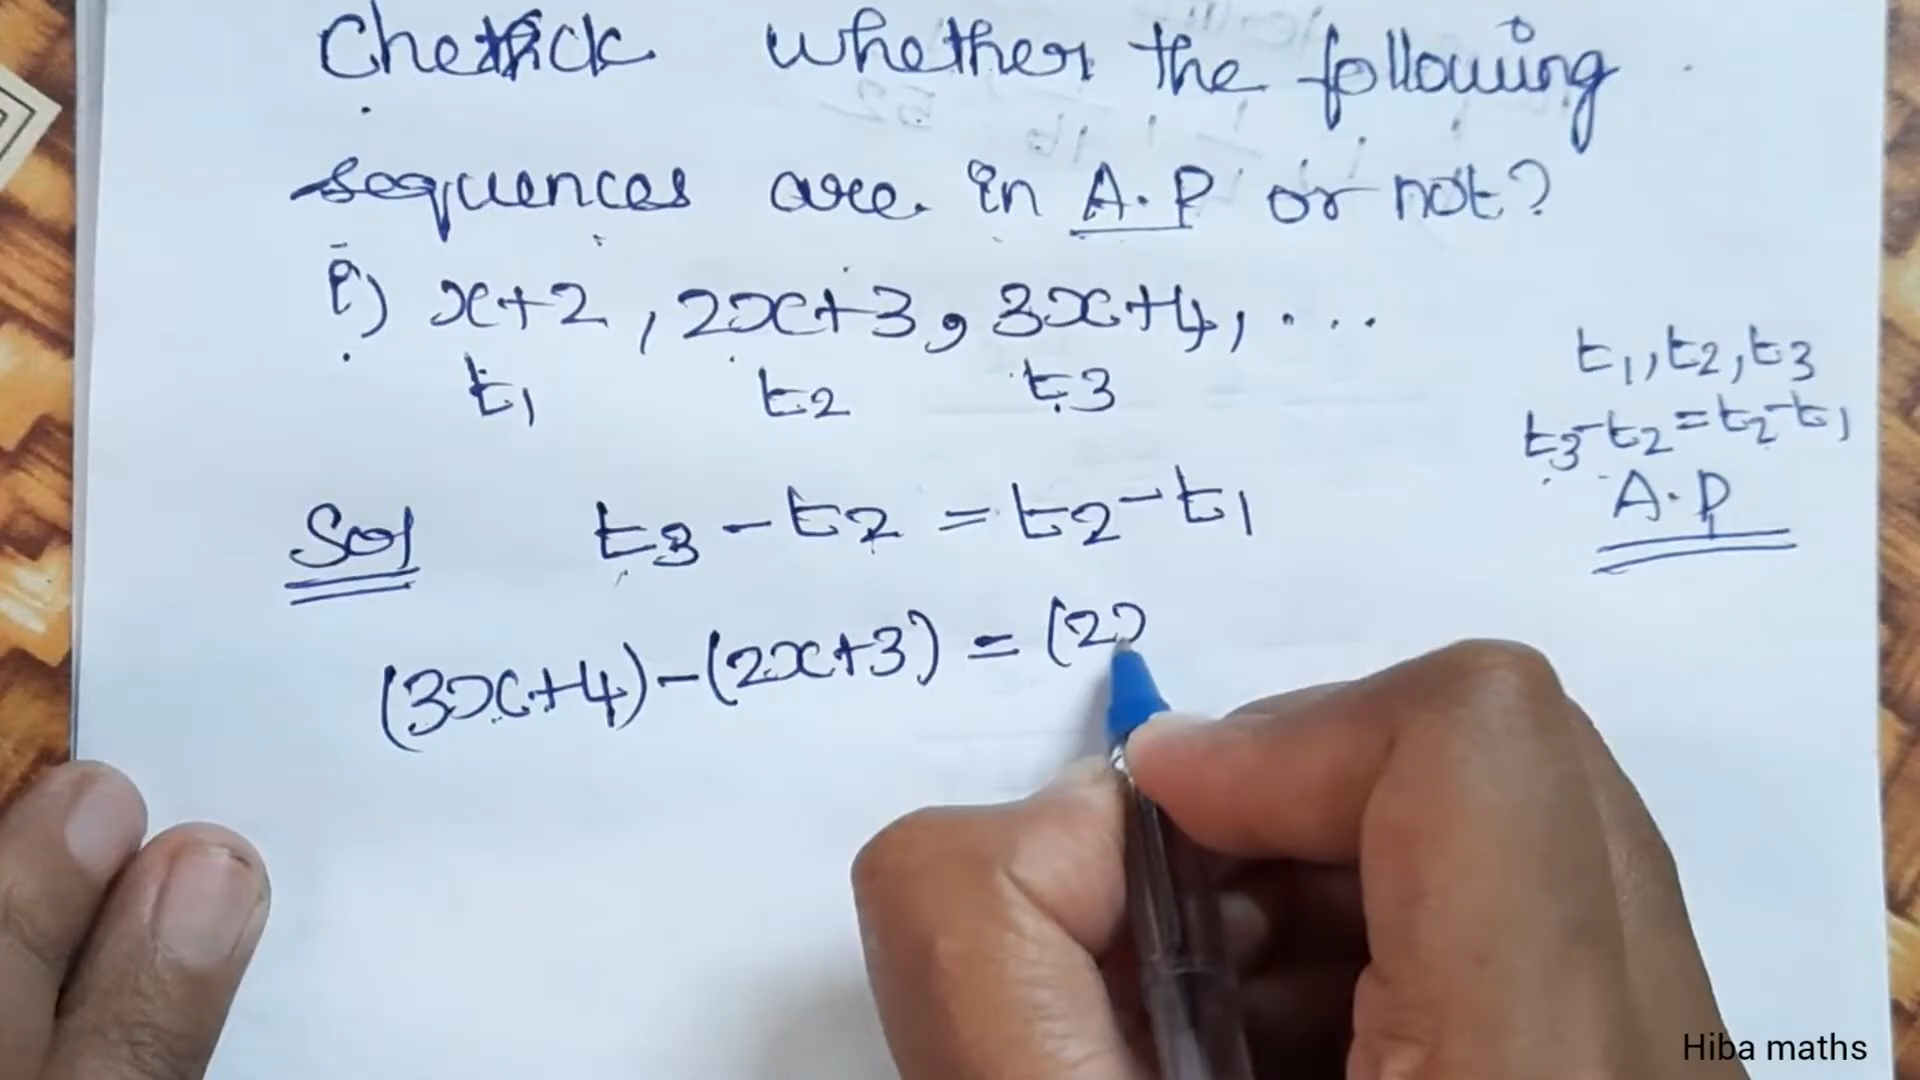 Check whether the following
sequences are in A.P or not?
i) x+2, 2x+3, 3x+4, ....
t1 t2 t3
t1, t2, t3
t3-t2=t2-t1
A.P
Sol t3-t2=t2-t1
(3x+4)-(2x+3)=(2x
Hiba maths